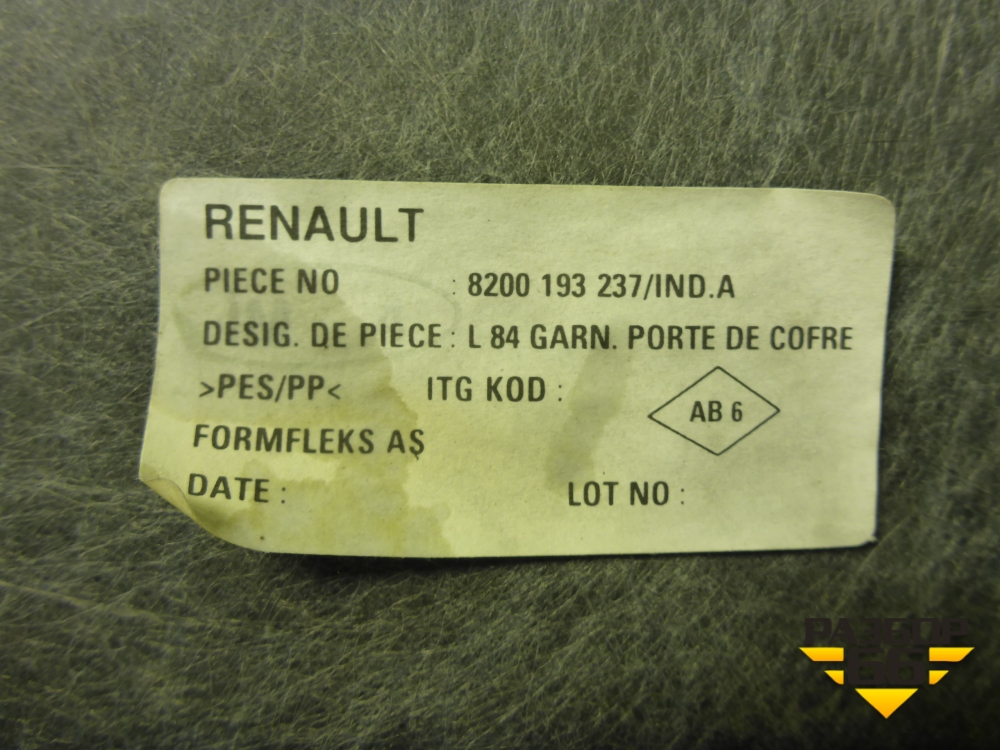 RENAULT
PIECE NO : 8200 193 237/IND.A
DESIG. DE PIECE : L 84 GARN. PORTE DE COFRE
>PES/PP< ITG KOD :
AB 6
FORMFLEKS AŞ
DATE : LOT NO :
РАЗБОР